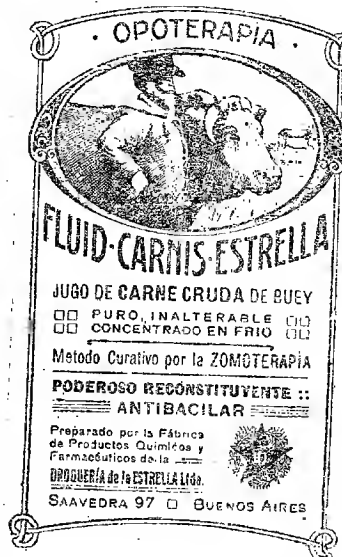 · OPOTERAPIA ·
FLUID·CARNIS·ESTRELLA
JUGO DE CARNE CRUDA DE BUEY
PURO, INALTERABLE
CONCENTRADO EN FRIO
Metodo Curativo por la ZOMOTERAPIA
PODEROSO RECONSTITUYENTE ::
ANTIBACILAR
Preparado por la Fábrica
de Productos Químicos y
Farmacéuticos de la
DROGUERÍA de la ESTRELLA Ltda.
SAAVEDRA 97 □ BUENOS AIRES